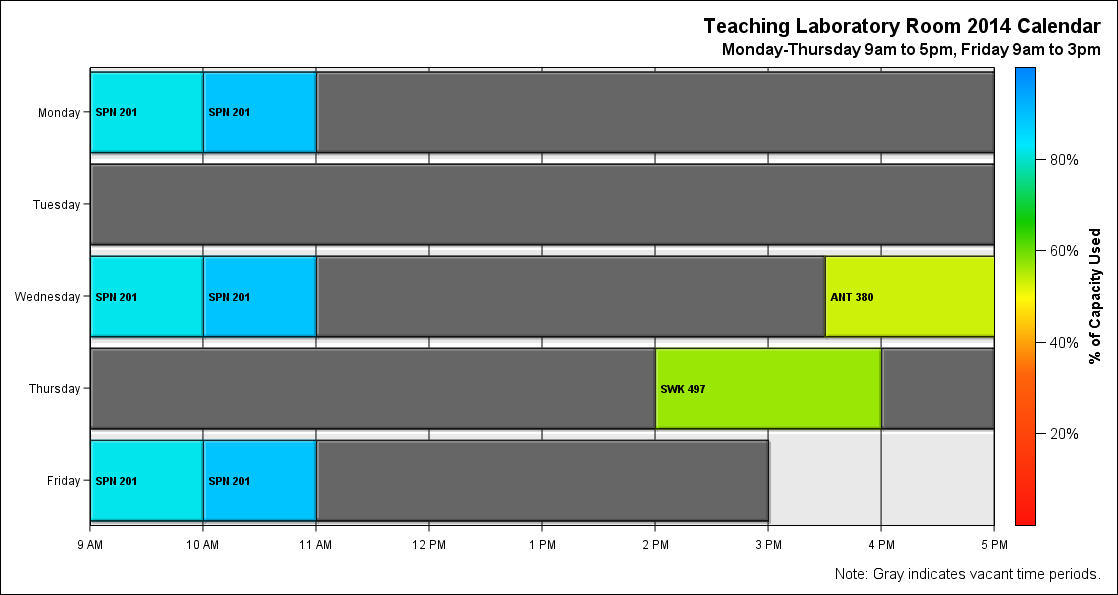 Teaching Laboratory Room 2014 Calendar
Monday-Thursday 9am to 5pm, Friday 9am to 3pm
Monday
SPN 201
SPN 201
Tuesday
Wednesday
SPN 201
SPN 201
ANT 380
Thursday
SWK 497
Friday
SPN 201
SPN 201
9 AM
10 AM
11 AM
12 PM
1 PM
2 PM
3 PM
4 PM
5 PM
80%
60%
40%
20%
% of Capacity Used
Note: Gray indicates vacant time periods.